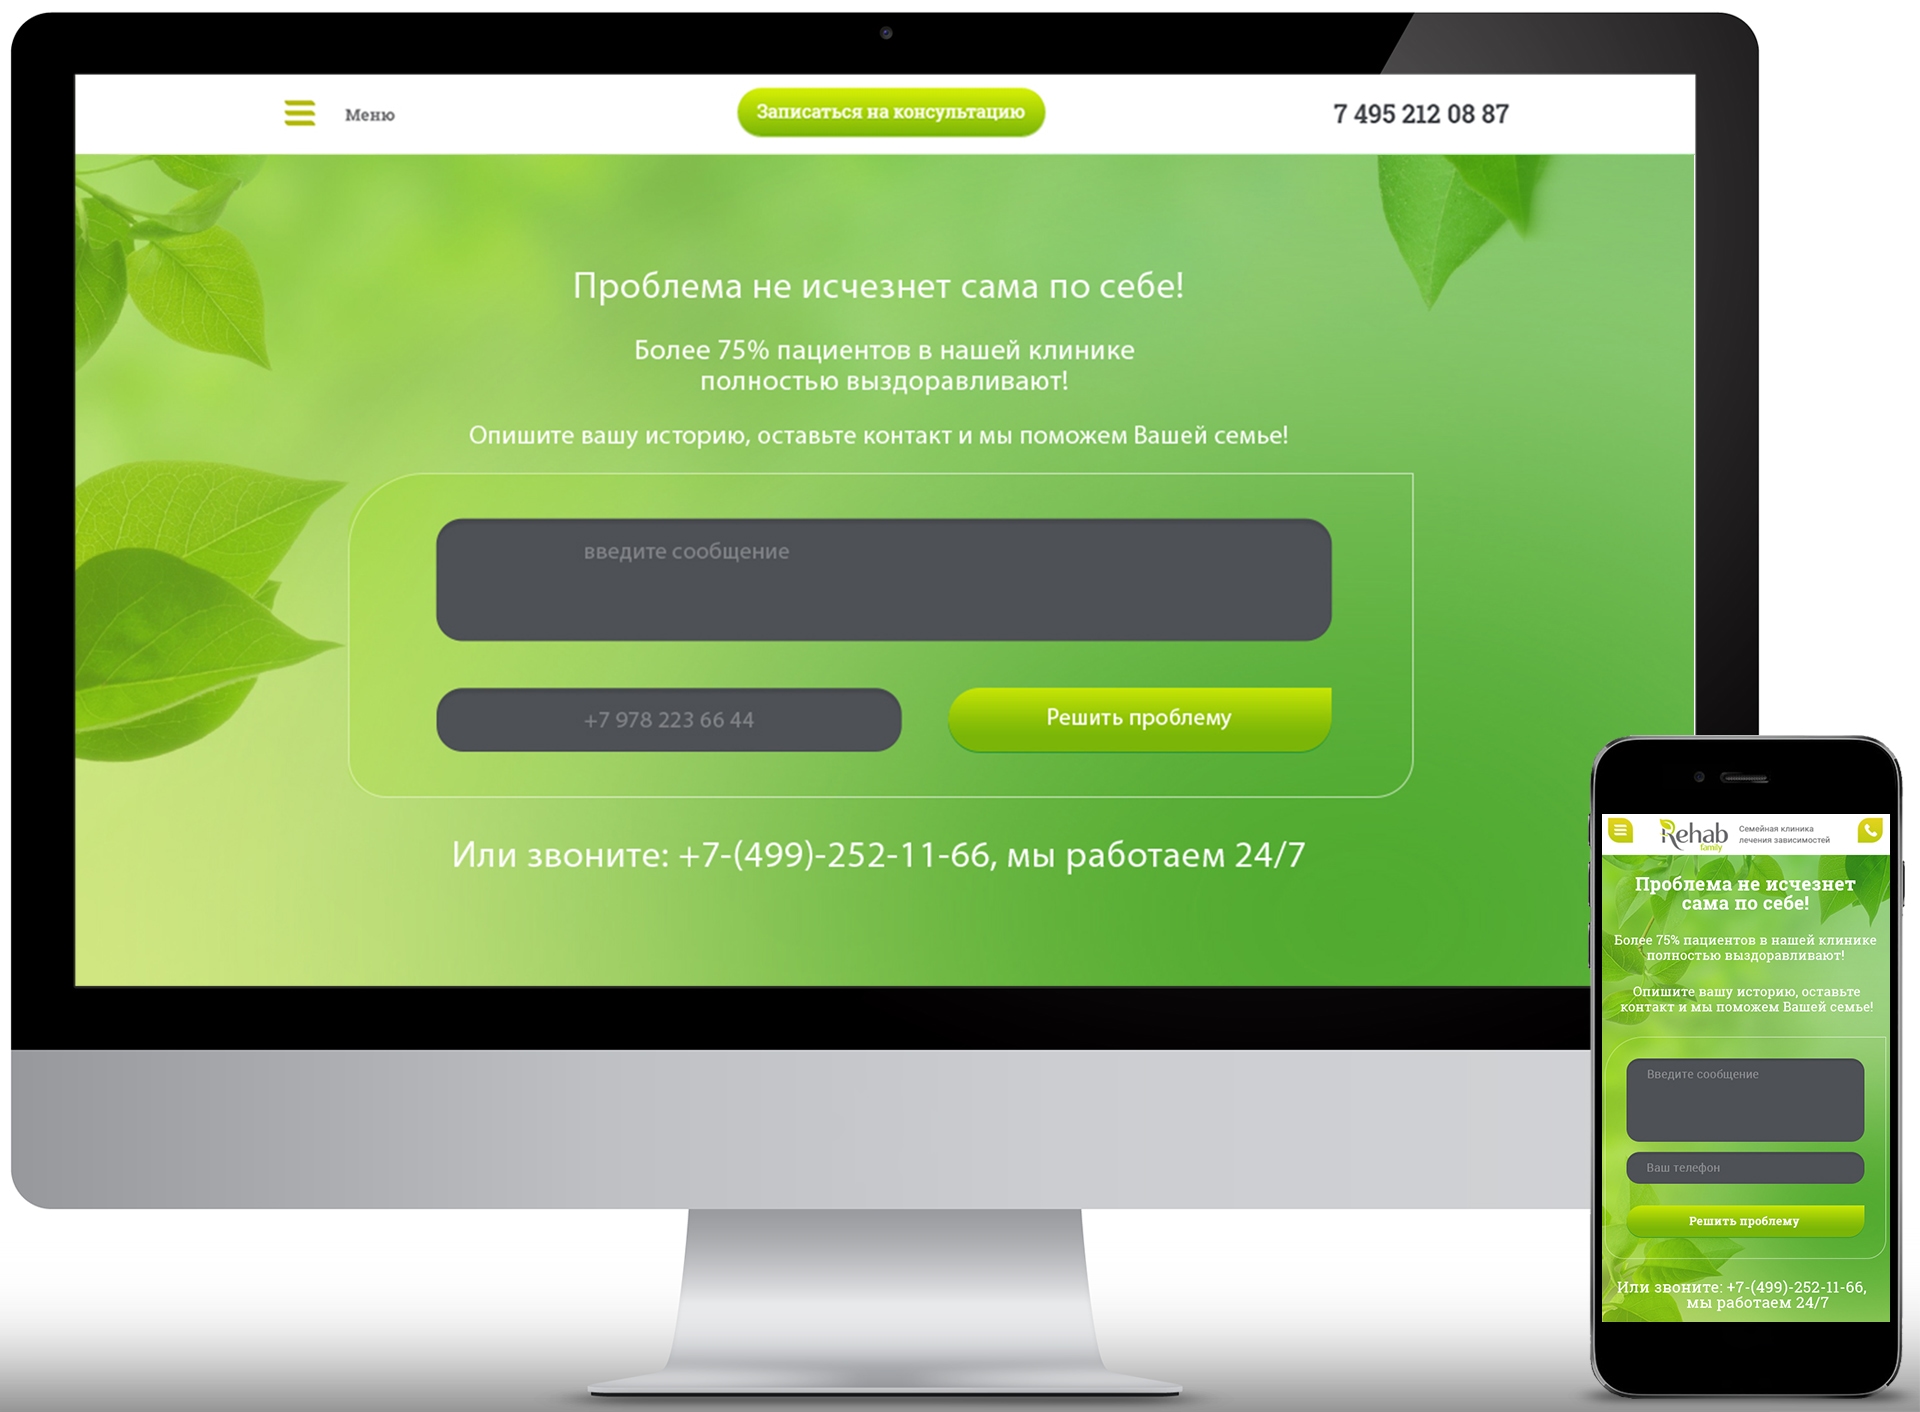 Меню
Записаться на консультацию
7 495 212 08 87
Проблема не исчезнет сама по себе!
Более 75% пациентов в нашей клинике
полностью выздоравливают!
Опишите вашу историю, оставьте контакт и мы поможем Вашей семье!
введите сообщение
+7 978 223 66 44
Решить проблему
Или звоните: +7-(499)-252-11-66, мы работаем 24/7
Rehab
family
Семейная клиника
лечения зависимостей
Проблема не исчезнет
сама по себе!
Более 75% пациентов в нашей клинике
полностью выздоравливают!
Опишите вашу историю, оставьте
контакт и мы поможем Вашей семье!
Введите сообщение
Ваш телефон
Решить проблему
Или звоните: +7-(499)-252-11-66,
мы работаем 24/7